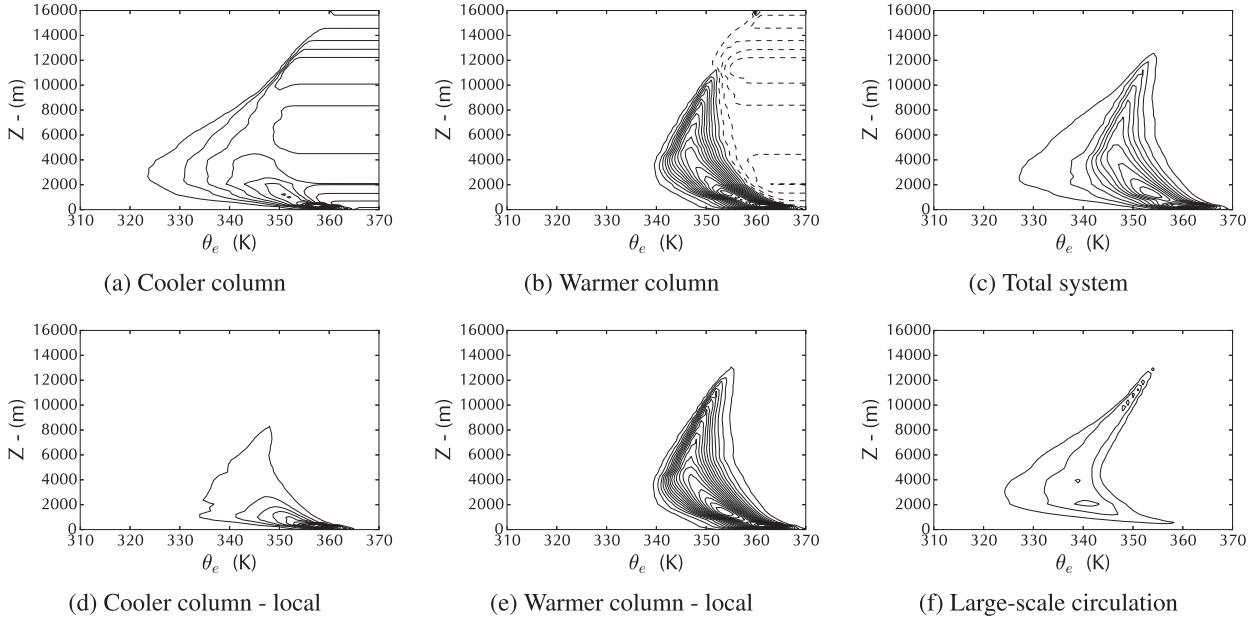 16000
14000
12000
10000
8000
6000
4000
2000
0
Z - (m)
310 320 330 340 350 360 370
θe (K)
(a) Cooler column
16000
14000
12000
10000
8000
6000
4000
2000
0
Z - (m)
310 320 330 340 350 360 370
θe (K)
(b) Warmer column
16000
14000
12000
10000
8000
6000
4000
2000
0
Z - (m)
310 320 330 340 350 360 370
θe (K)
(c) Total system
16000
14000
12000
10000
8000
6000
4000
2000
0
Z - (m)
310 320 330 340 350 360 370
θe (K)
(d) Cooler column - local
16000
14000
12000
10000
8000
6000
4000
2000
0
Z - (m)
310 320 330 340 350 360 370
θe (K)
(e) Warmer column - local
16000
14000
12000
10000
8000
6000
4000
2000
0
Z - (m)
310 320 330 340 350 360 370
θe (K)
(f) Large-scale circulation